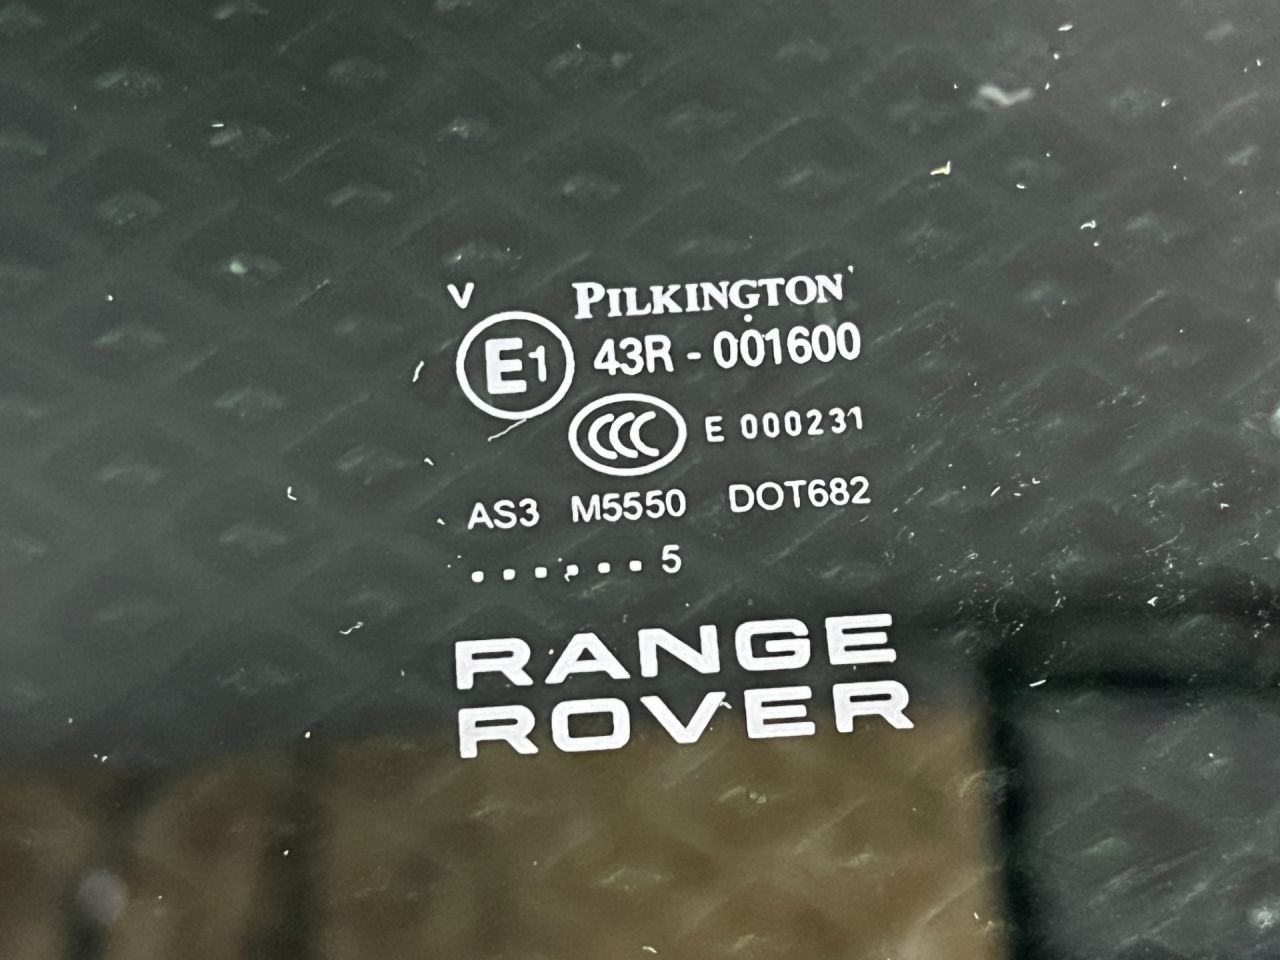 V PILKINGTON
E1 43R - 001600
CCC E 000231
AS3 M5550 DOT682
. . . . . . 5
RANGE
ROVER